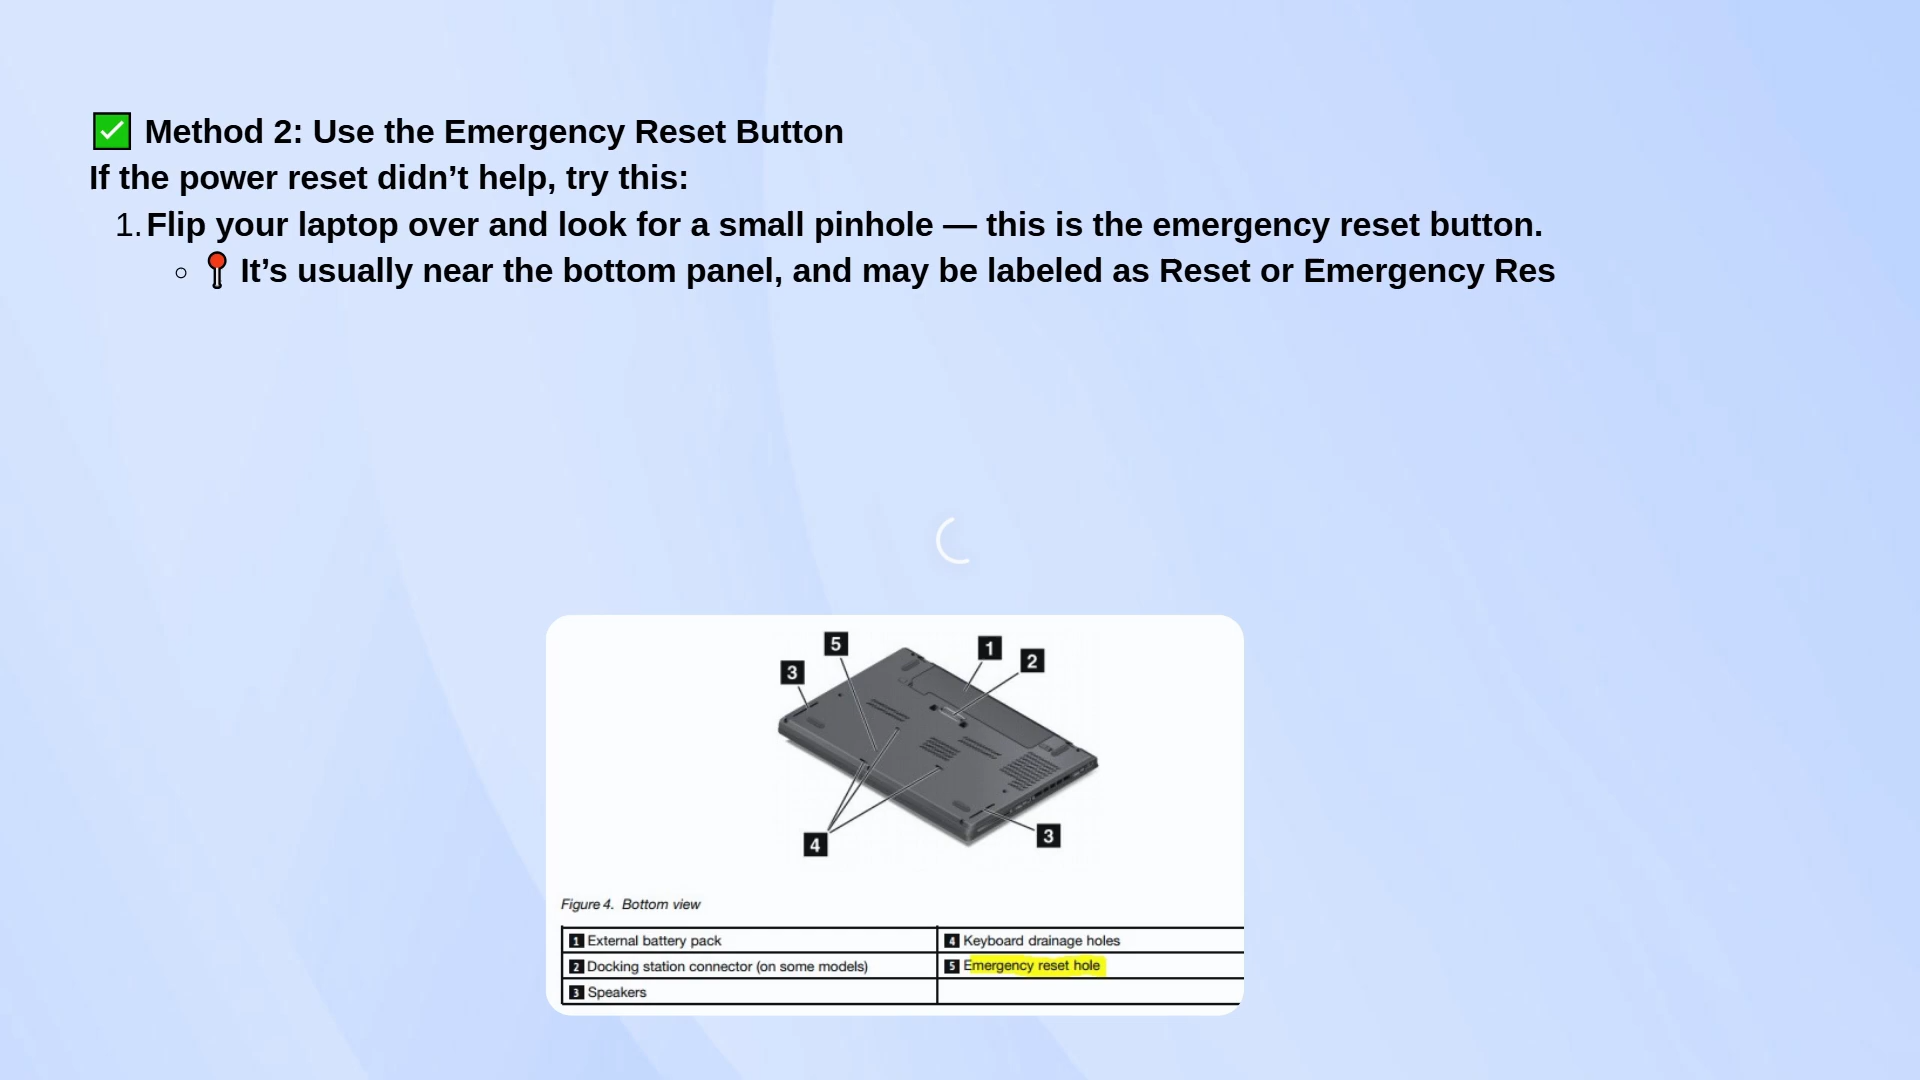 ✅ Method 2: Use the Emergency Reset Button
If the power reset didn’t help, try this:
1. Flip your laptop over and look for a small pinhole — this is the emergency reset button.
○ 📍 It’s usually near the bottom panel, and may be labeled as Reset or Emergency Res
5
1
2
3
4
3
Figure 4. Bottom view
1 External battery pack
4 Keyboard drainage holes
2 Docking station connector (on some models)
5 Emergency reset hole
3 Speakers